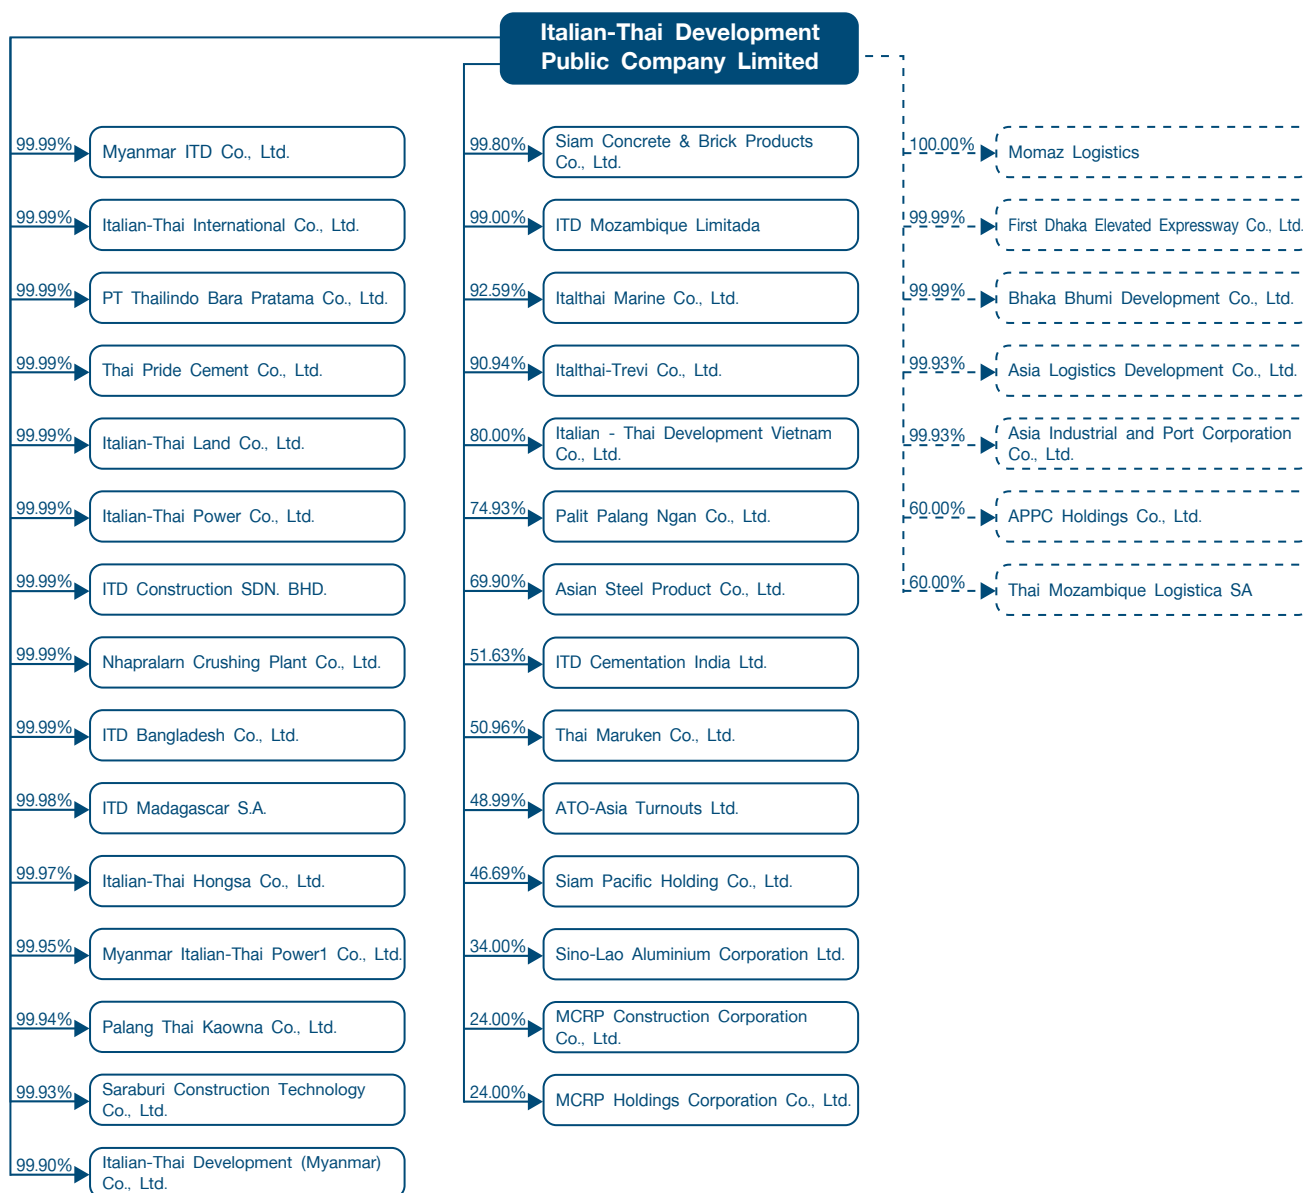 Italian-Thai Development
Public Company Limited
99.99%
Myanmar ITD Co., Ltd.
99.99%
Italian-Thai International Co., Ltd.
99.99%
PT Thailindo Bara Pratama Co., Ltd.
99.99%
Thai Pride Cement Co., Ltd.
99.99%
Italian-Thai Land Co., Ltd.
99.99%
Italian-Thai Power Co., Ltd.
99.99%
ITD Construction SDN. BHD.
99.99%
Nhapralarn Crushing Plant Co., Ltd.
99.99%
ITD Bangladesh Co., Ltd.
99.98%
ITD Madagascar S.A.
99.97%
Italian-Thai Hongsa Co., Ltd.
99.95%
Myanmar Italian-Thai Power1 Co., Ltd.
99.94%
Palang Thai Kaowna Co., Ltd.
99.93%
Saraburi Construction Technology
Co., Ltd.
99.90%
Italian-Thai Development (Myanmar)
Co., Ltd.
99.80%
Siam Concrete & Brick Products
Co., Ltd.
99.00%
ITD Mozambique Limitada
92.59%
Italthai Marine Co., Ltd.
90.94%
Italthai-Trevi Co., Ltd.
80.00%
Italian - Thai Development Vietnam
Co., Ltd.
74.93%
Palit Palang Ngan Co., Ltd.
69.90%
Asian Steel Product Co., Ltd.
51.63%
ITD Cementation India Ltd.
50.96%
Thai Maruken Co., Ltd.
48.99%
ATO-Asia Turnouts Ltd.
46.69%
Siam Pacific Holding Co., Ltd.
34.00%
Sino-Lao Aluminium Corporation Ltd.
24.00%
MCRP Construction Corporation
Co., Ltd.
24.00%
MCRP Holdings Corporation Co., Ltd.
100.00%
Momaz Logistics
99.99%
First Dhaka Elevated Expressway Co., Ltd.
99.99%
Bhaka Bhumi Development Co., Ltd.
99.93%
Asia Logistics Development Co., Ltd.
99.93%
Asia Industrial and Port Corporation
Co., Ltd.
60.00%
APPC Holdings Co., Ltd.
60.00%
Thai Mozambique Logistica SA